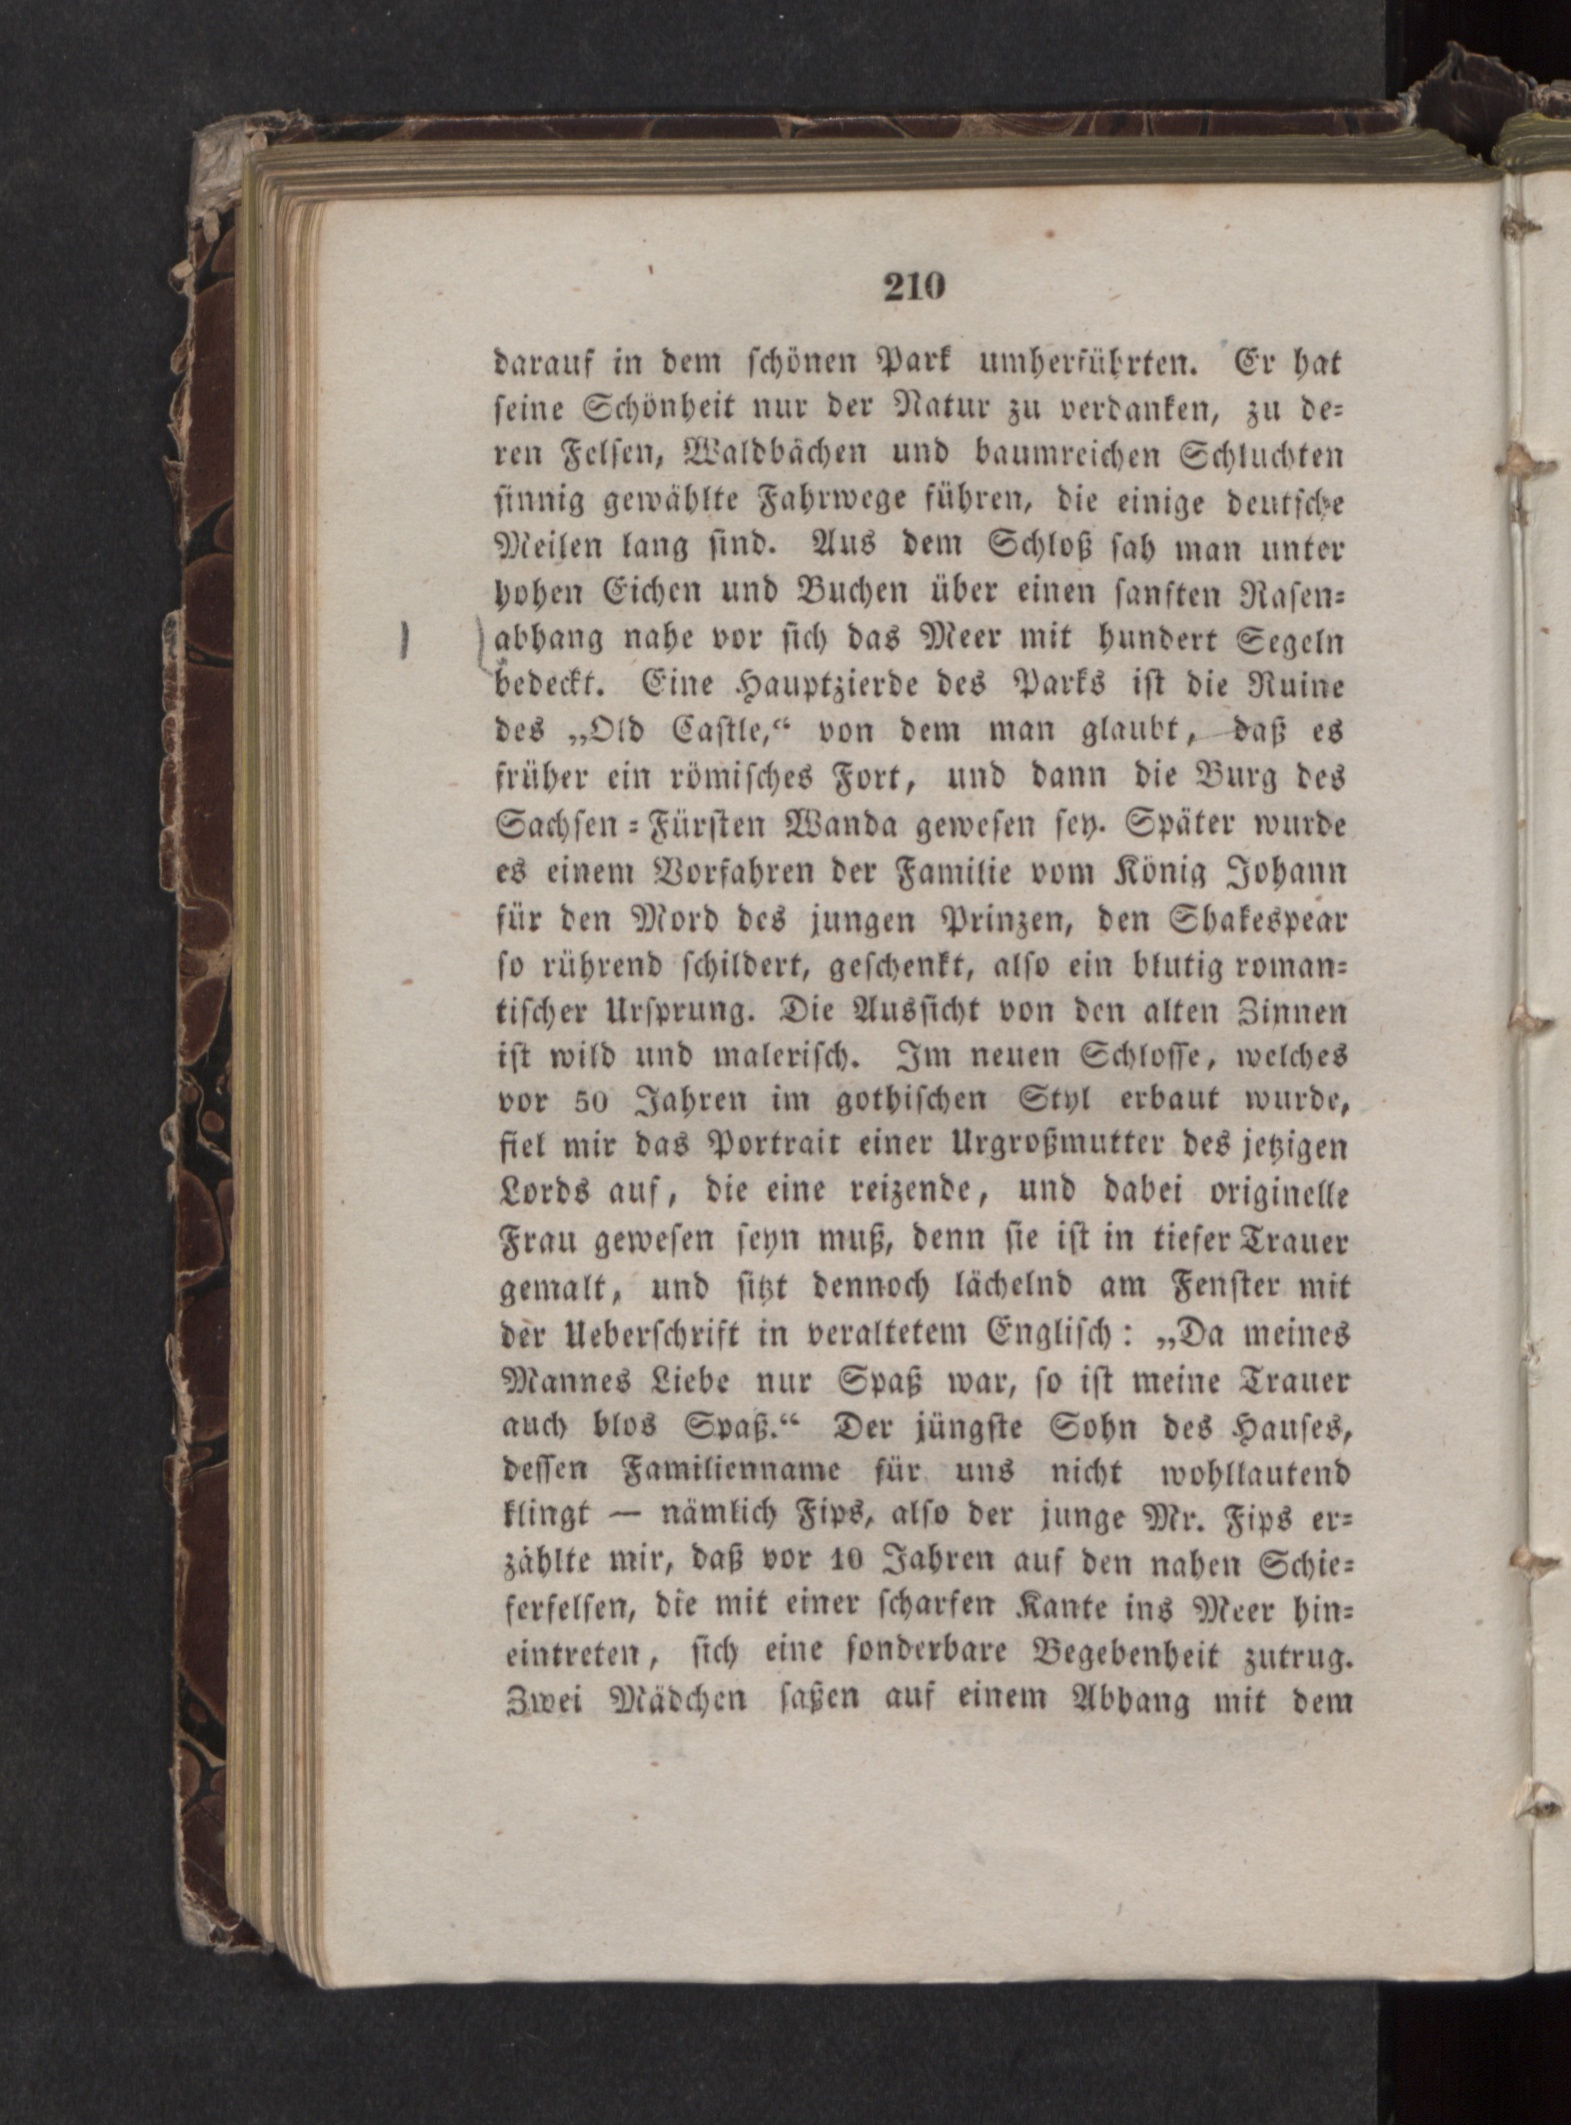 210
darauf in dem schönen Park umherführten. Er hat
seine Schönheit nur der Natur zu verdanken, zu de-
ren Felsen, Waldbächen und baumreichen Schluchten
sinnig gewählte Fahrwege führen, die einige deutsche
Meilen lang sind. Aus dem Schloß sah man unter
hohen Eichen und Buchen über einen sanften Rasen-
abhang nahe vor sich das Meer mit hundert Segeln
bedeckt. Eine Hauptzierde des Parks ist die Ruine
des „Old Castle,“ von dem man glaubt, daß es
früher ein römisches Fort, und dann die Burg des
Sachsen-Fürsten Wanda gewesen sey. Später wurde
es einem Vorfahren der Familie vom König Johann
für den Mord des jungen Prinzen, den Shakespear
so rührend schildert, geschenkt, also ein blutig roman-
tischer Ursprung. Die Aussicht von den alten Zinnen
ist wild und malerisch. Im neuen Schlosse, welches
vor 50 Jahren im gothischen Styl erbaut wurde,
fiel mir das Portrait einer Urgroßmutter des jetzigen
Lords auf, die eine reizende, und dabei originelle
Frau gewesen seyn muß, denn sie ist in tiefer Trauer
gemalt, und sitzt dennoch lächelnd am Fenster mit
der Ueberschrift in veraltetem Englisch: „Da meines
Mannes Liebe nur Spaß war, so ist meine Trauer
auch blos Spaß.“ Der jüngste Sohn des Hauses,
dessen Familienname für uns nicht wohllautend
klingt — nämlich Fips, also der junge Mr. Fips er-
zählte mir, daß vor 10 Jahren auf den nahen Schie-
ferfelsen, die mit einer scharfen Kante ins Meer hin-
eintreten, sich eine sonderbare Begebenheit zutrug.
Zwei Mädchen saßen auf einem Abhang mit dem